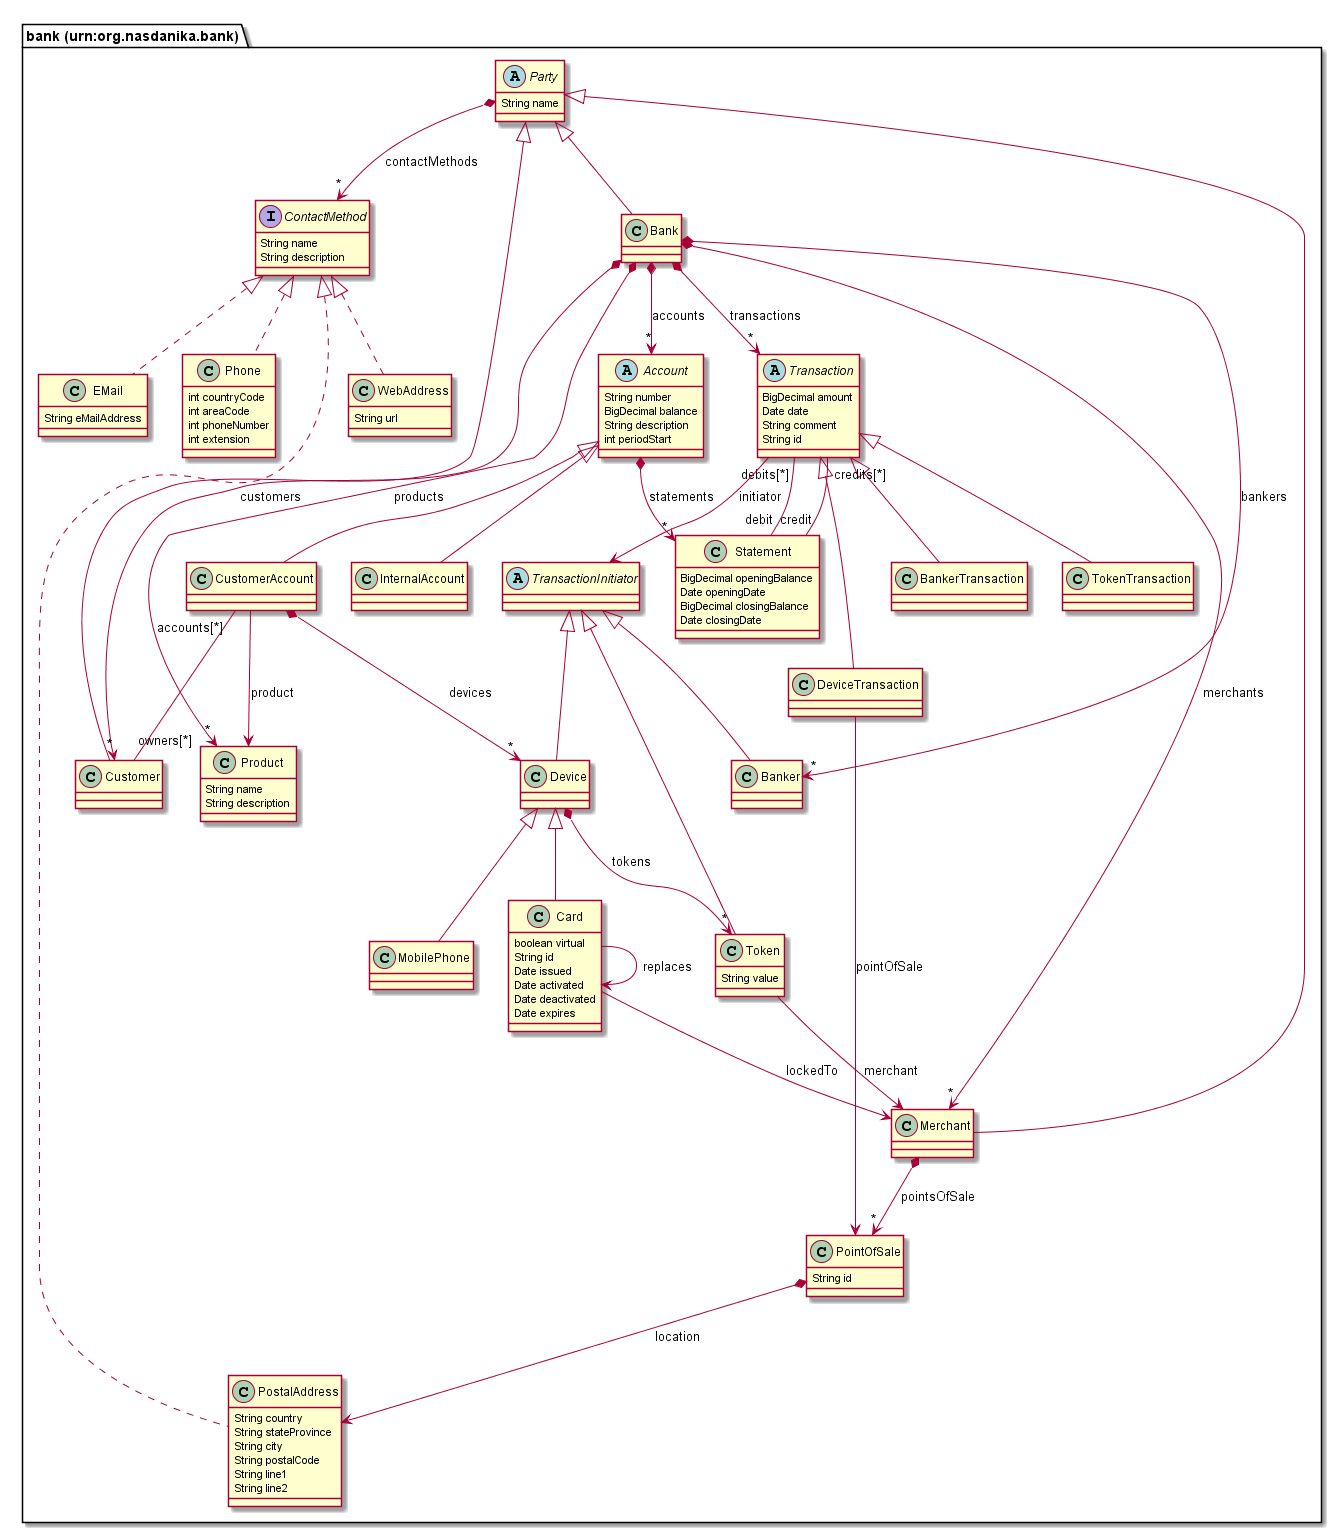 bank (urn:org.nasdanika.bank)
A Party
String name
contactMethods
*
I ContactMethod
String name
String description
C Bank
accounts
*
transactions
*
C EMail
String eMailAddress
C Phone
int countryCode
int areaCode
int phoneNumber
int extension
C WebAddress
String url
A Account
String number
BigDecimal balance
String description
int periodStart
A Transaction
BigDecimal amount
Date date
String comment
String id
customers
products
statements
*
debits[*]
initiator
credits[*]
debit
credit
bankers
C CustomerAccount
C InternalAccount
A TransactionInitiator
C Statement
BigDecimal openingBalance
Date openingDate
BigDecimal closingBalance
Date closingDate
C BankerTransaction
C TokenTransaction
accounts[*]
product
devices
C DeviceTransaction
merchants
*
owners[*]
*
*
*
C Customer
C Product
String name
String description
C Device
C Banker
tokens
*
C MobilePhone
C Card
boolean virtual
String id
Date issued
Date activated
Date deactivated
Date expires
replaces
C Token
String value
pointOfSale
lockedTo
merchant
*
C Merchant
pointsOfSale
*
C PointOfSale
String id
location
C PostalAddress
String country
String stateProvince
String city
String postalCode
String line1
String line2